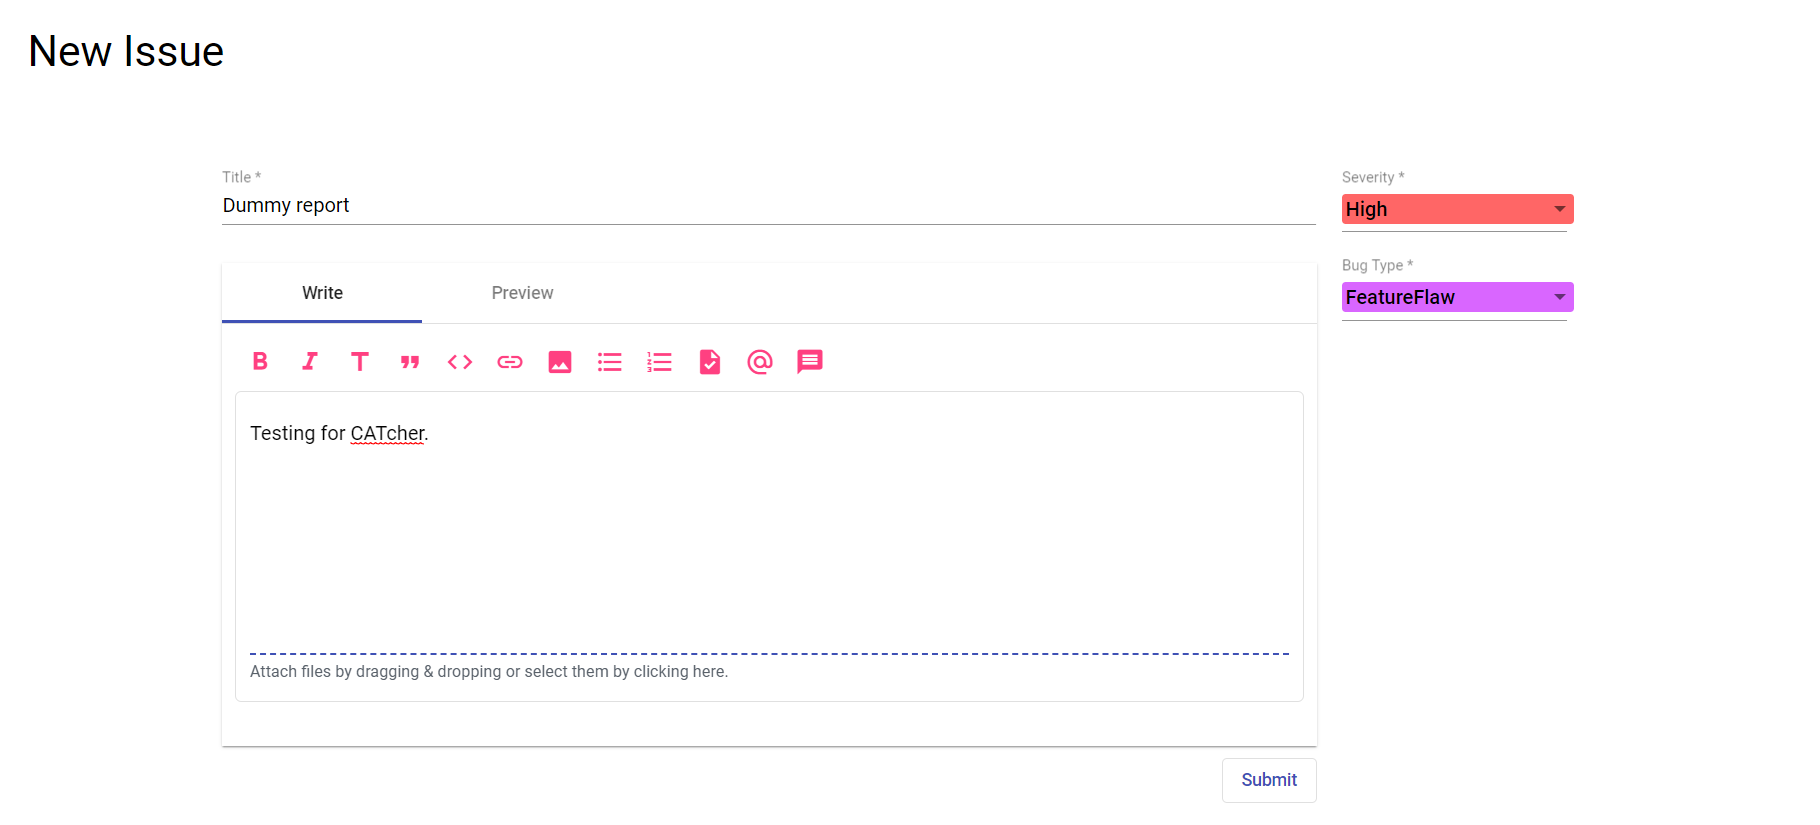 New Issue
Title *
Dummy report
Severity *
High
Bug Type *
FeatureFlaw
Write
Preview
Testing for CATcher.
Attach files by dragging & dropping or select them by clicking here.
Submit